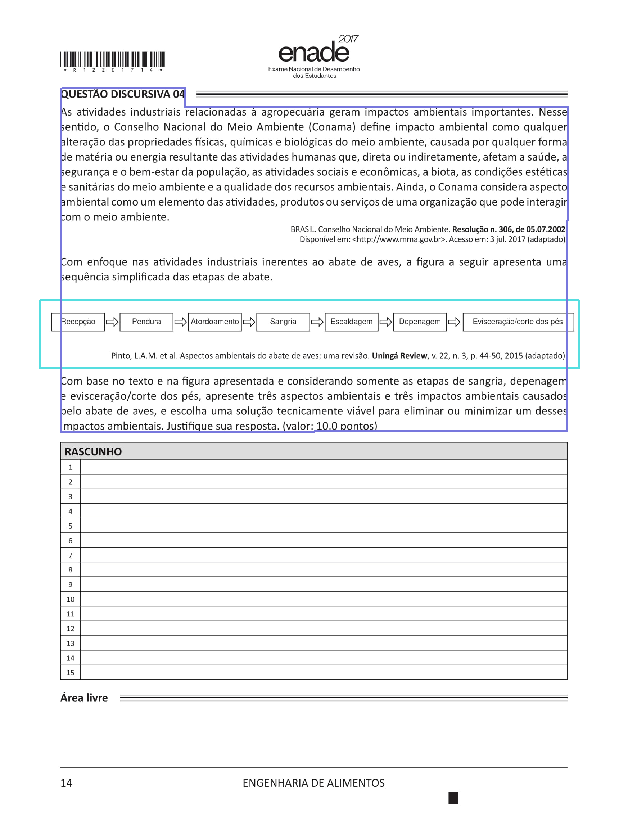 enade 2017
Exame Nacional de Desempenho
dos Estudantes
QUESTÃO DISCURSIVA 04
As atividades industriais relacionadas à agropecuária geram impactos ambientais importantes. Nesse
sentido, o Conselho Nacional do Meio Ambiente (Conama) define impacto ambiental como qualquer
alteração das propriedades físicas, químicas e biológicas do meio ambiente, causada por qualquer forma
de matéria ou energia resultante das atividades humanas que, direta ou indiretamente, afetam a saúde, a
segurança e o bem-estar da população, as atividades sociais e econômicas, a biota, as condições estéticas
e sanitárias do meio ambiente e a qualidade dos recursos ambientais. Ainda, o Conama considera aspecto
ambiental como um elemento das atividades, produtos ou serviços de uma organização que pode interagir
com o meio ambiente.
BRASIL. Conselho Nacional do Meio Ambiente. Resolução n. 306, de 05.07.2002
Disponível em: <http://www.mma.gov.br>. Acesso em: 3 jul. 2017 (adaptado)
Com enfoque nas atividades industriais inerentes ao abate de aves, a figura a seguir apresenta uma
sequência simplificada das etapas de abate.
Recepção Pendura Atordoamento Sangria Escaldagem Depenagem Evisceração/corte dos pés
Pinto, L.A.M. et al. Aspectos ambientais do abate de aves: uma revisão. Uningá Review, v. 22, n. 3, p. 44-50, 2015 (adaptado)
Com base no texto e na figura apresentada e considerando somente as etapas de sangria, depenagem
e evisceração/corte dos pés, apresente três aspectos ambientais e três impactos ambientais causados
pelo abate de aves, e escolha uma solução tecnicamente viável para eliminar ou minimizar um desses
impactos ambientais. Justifique sua resposta. (valor: 10,0 pontos)
RASCUNHO
1
2
3
4
5
6
7
8
9
10
11
12
13
14
15
Área livre
14 ENGENHARIA DE ALIMENTOS